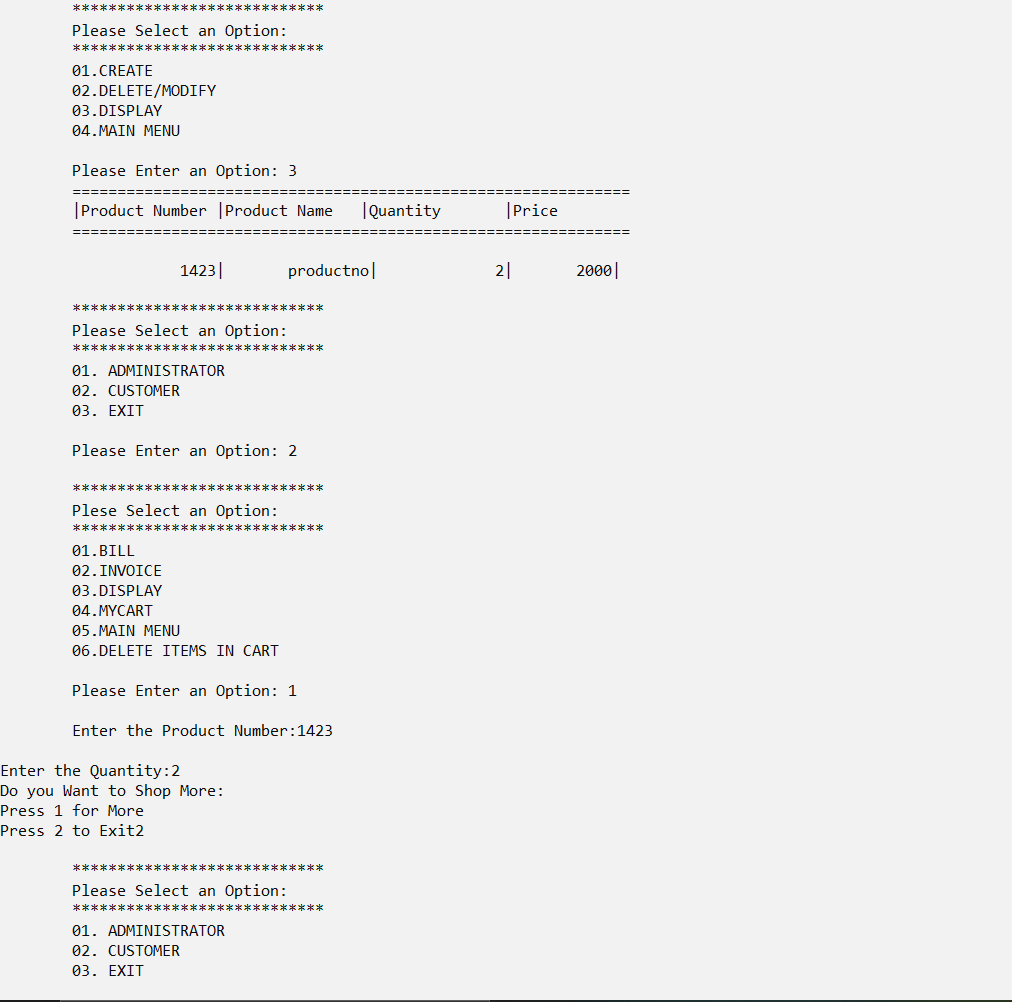 ****************************
Please Select an Option:
****************************
01.CREATE
02.DELETE/MODIFY
03.DISPLAY
04.MAIN MENU
Please Enter an Option: 3
==============================================================
|Product Number |Product Name   |Quantity       |Price
==============================================================
1423|       productno|             2|       2000|
****************************
Please Select an Option:
****************************
01. ADMINISTRATOR
02. CUSTOMER
03. EXIT
Please Enter an Option: 2
****************************
Plese Select an Option:
****************************
01.BILL
02.INVOICE
03.DISPLAY
04.MYCART
05.MAIN MENU
06.DELETE ITEMS IN CART
Please Enter an Option: 1
Enter the Product Number:1423
Enter the Quantity:2
Do you Want to Shop More:
Press 1 for More
Press 2 to Exit2
****************************
Please Select an Option:
****************************
01. ADMINISTRATOR
02. CUSTOMER
03. EXIT